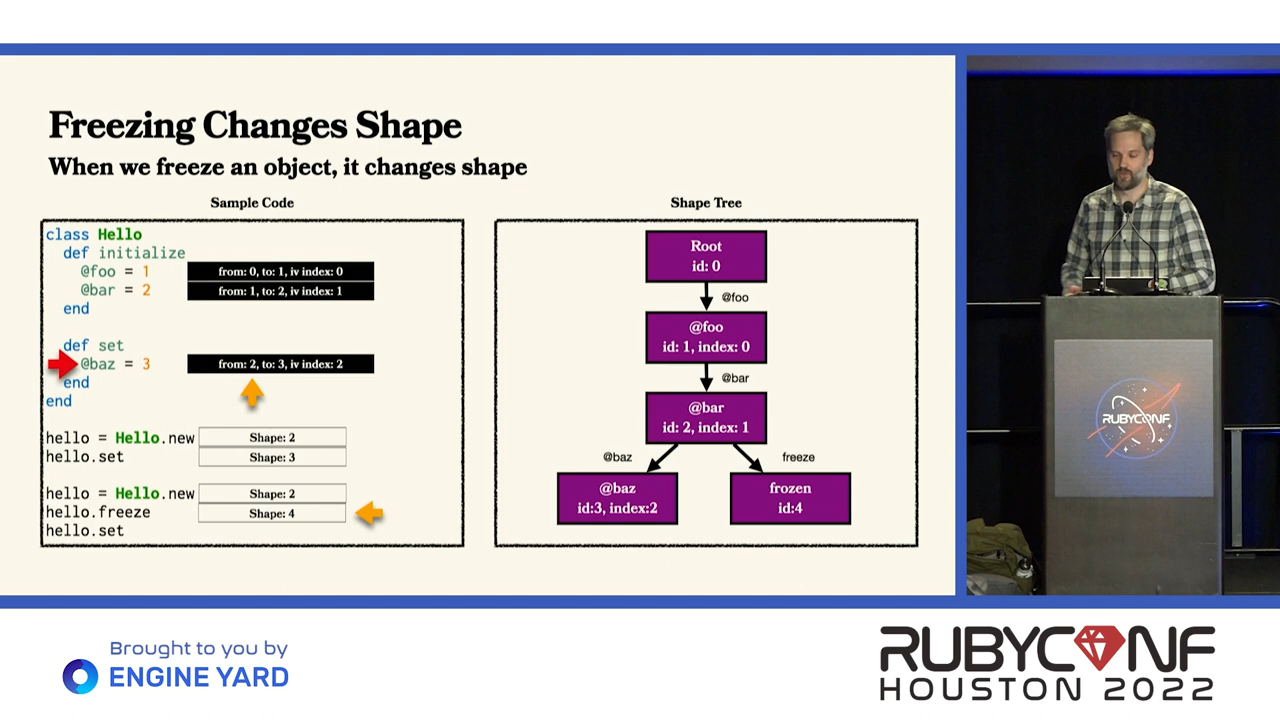 Freezing Changes Shape
When we freeze an object, it changes shape
Sample Code
class Hello
def initialize
@foo = 1
from: 0, to: 1, iv index: 0
@bar = 2
from: 1, to: 2, iv index: 1
end
def set
@baz = 3
from: 2, to: 3, iv index: 2
end
end
hello = Hello.new
Shape: 2
hello.set
Shape: 3
hello = Hello.new
Shape: 2
hello.freeze
Shape: 4
hello.set
Shape Tree
Root
id: 0
@foo
@foo
id: 1, index: 0
@bar
@bar
id: 2, index: 1
@baz
freeze
@baz
id:3, index:2
frozen
id:4
RUBYCONF
Brought to you by
ENGINE YARD
RUBYCONF
HOUSTON 2022